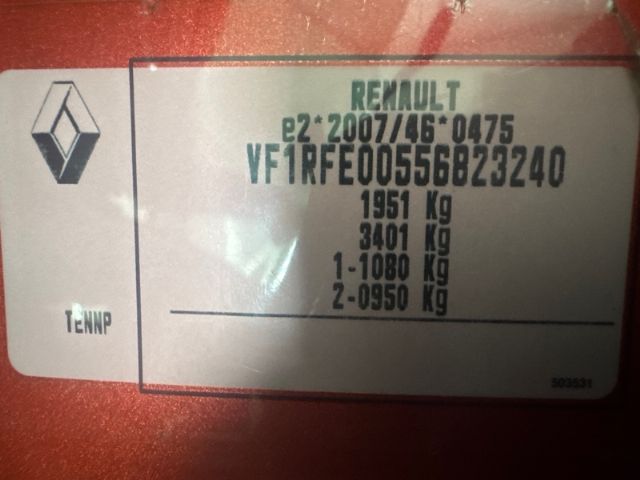 RENAULT
e2*2007/46*0475
VF1RFE00556823240
1951 Kg
3401 Kg
1-1080 Kg
2-0950 Kg
TENNP
503531